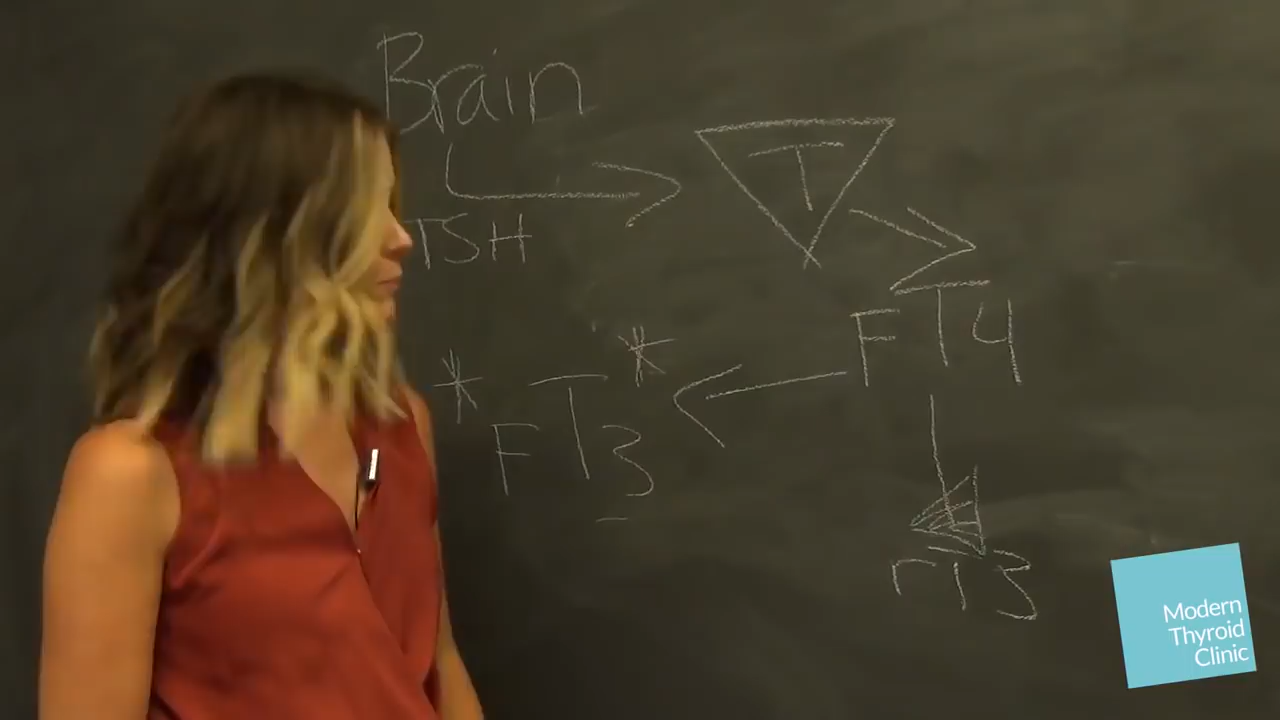 Brain
T
TSH
FT4
* FT3 *
rT3
Modern
Thyroid
Clinic